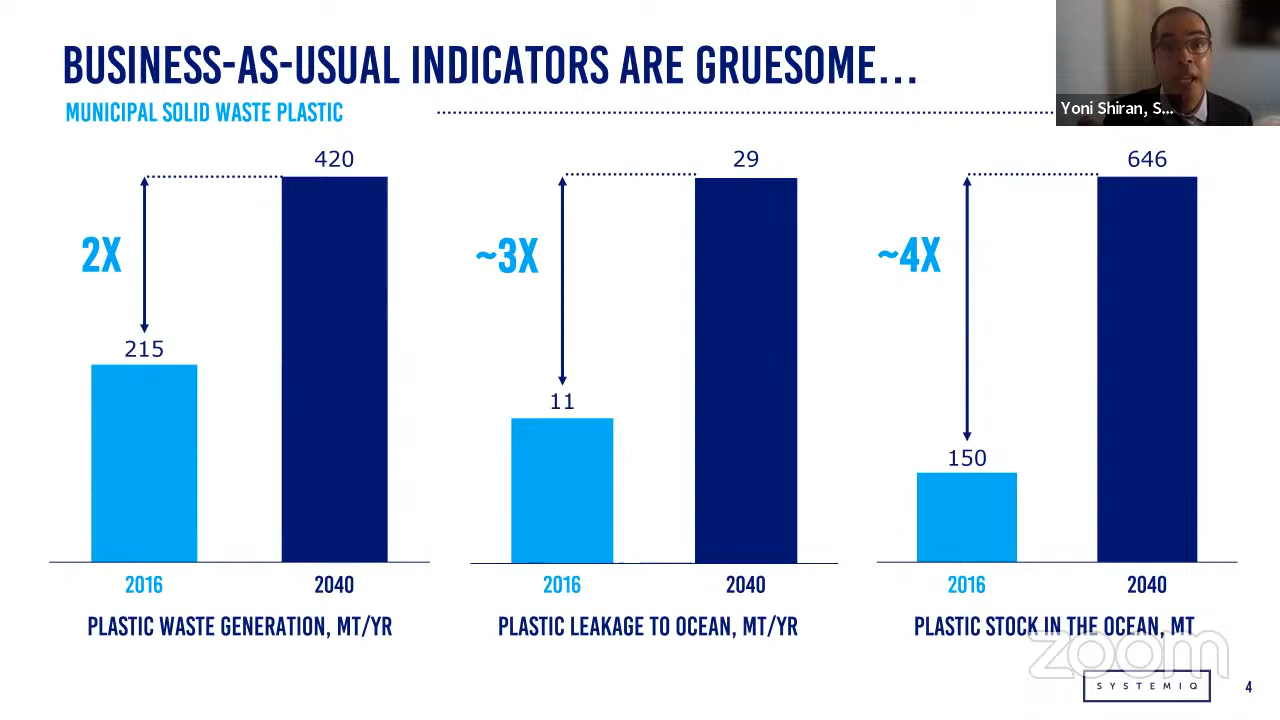 BUSINESS-AS-USUAL INDICATORS ARE GRUESOME...
MUNICIPAL SOLID WASTE PLASTIC
Yoni Shiran, S...
420
2X
215
2016
2040
PLASTIC WASTE GENERATION, MT/YR
29
~3X
11
2016
2040
PLASTIC LEAKAGE TO OCEAN, MT/YR
646
~4X
150
2016
2040
PLASTIC STOCK IN THE OCEAN, MT
zoom
SYSTEMIQ
4